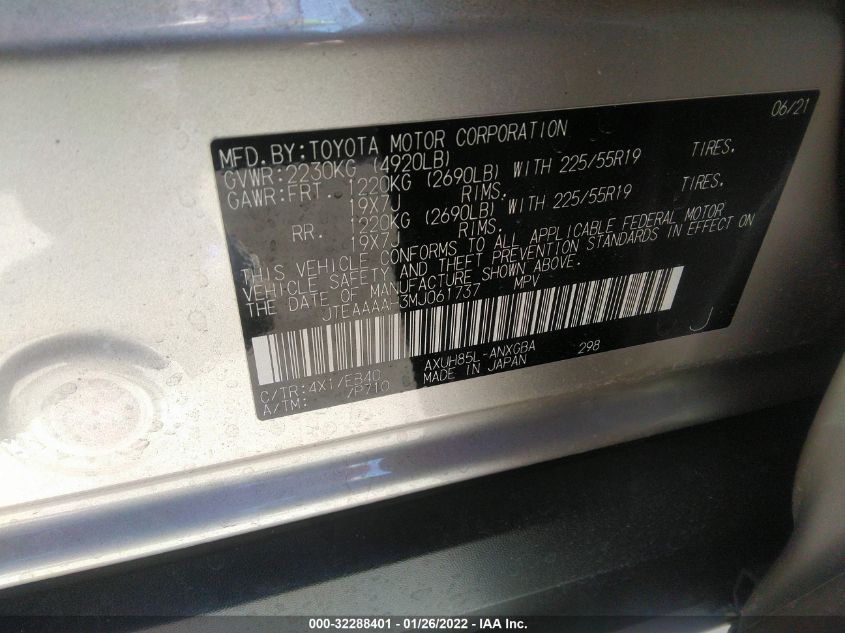 06/21
MFD.BY:TOYOTA MOTOR CORPORATION
GVWR:2230KG (4920LB)
GAWR:FRT. 1220KG (2690LB) WITH 225/55R19 TIRES.
19X7J RIMS.
RR. 1220KG (2690LB) WITH 225/55R19 TIRES.
19X7J RIMS.
THIS VEHICLE CONFORMS TO ALL APPLICABLE FEDERAL MOTOR
VEHICLE SAFETY AND THEFT PREVENTION STANDARDS IN EFFECT ON
THE DATE OF MANUFACTURE SHOWN ABOVE.
JTEAAAAH3MJ061737 MPV
C/TR:4X1/EB40 AXUH85L-ANXGBA 298 J
A/TM: /P710 MADE IN JAPAN
000-32288401 - 01/26/2022 - IAAI Inc.